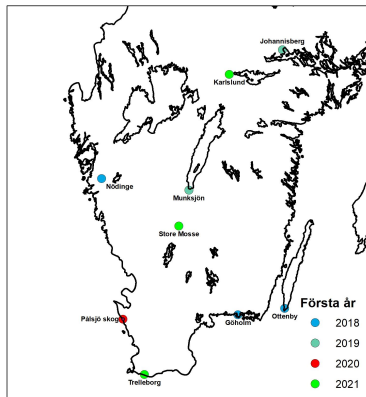 Johannisberg
Karlslund
Nödinge
Munksjön
Store Mosse
Pålsjö skog
Göholm
Ottenby
Trelleborg
Första år
2018
2019
2020
2021